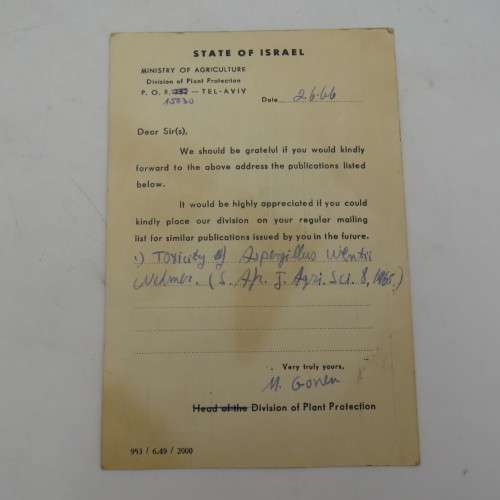 STATE OF ISRAEL
MINISTRY OF AGRICULTURE
Division of Plant Protection
P. O. B. — TEL-AVIV
15030
Date 2.6.66
Dear Sir(s),
We should be grateful if you would kindly
forward to the above address the publications listed
below.
It would be highly appreciated if you could
kindly place our division on your regular mailing
list for similar publications issued by you in the future.
1) Toxicity of Aspergillus Wentii
Wehmer. (S. Afr. J. Agri. Sci. 8, 1965.)
Very truly yours,
M. Gonen
Head of the Division of Plant Protection
953 / 6.49 / 2000